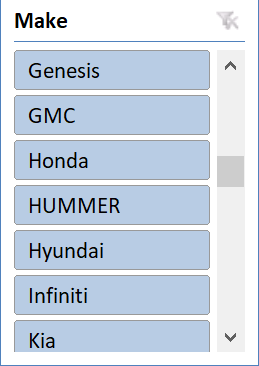 Make
Genesis
GMC
Honda
HUMMER
Hyundai
Infiniti
Kia